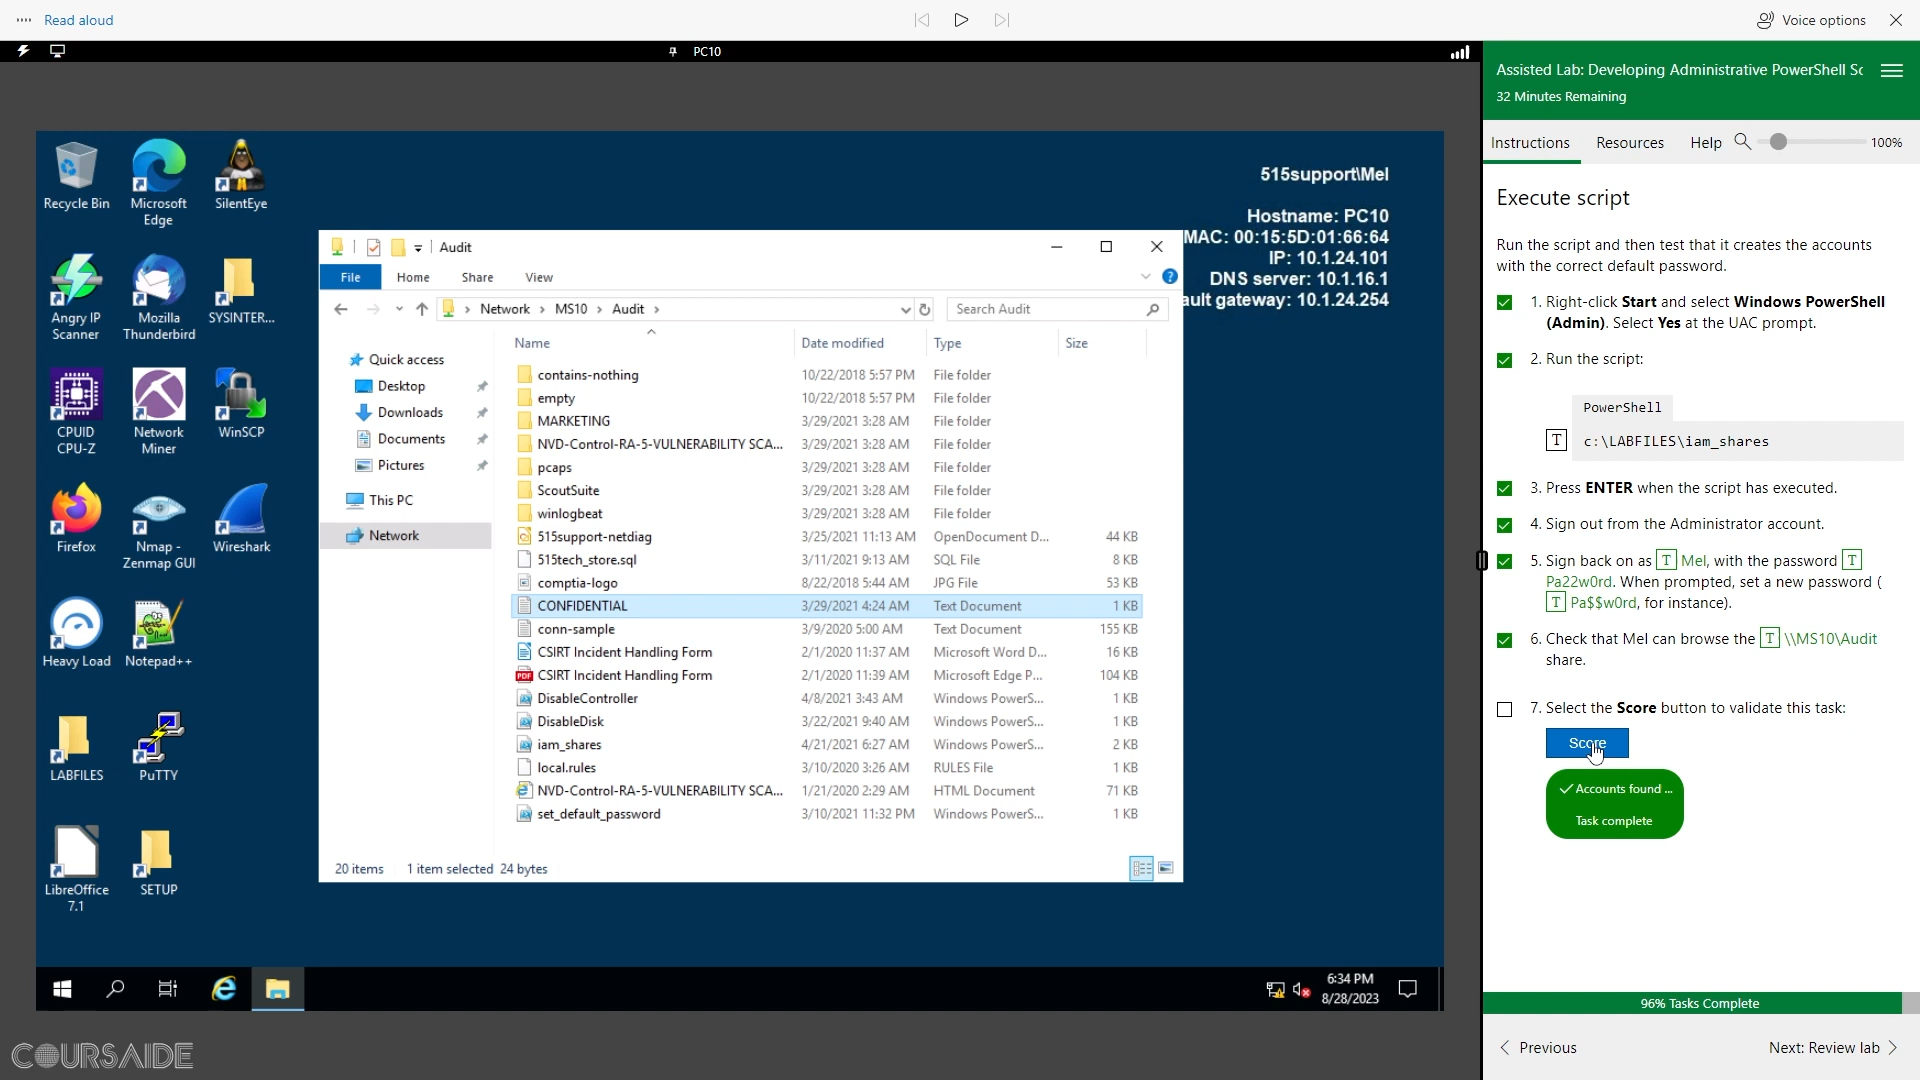 Read aloud
Voice options
PC10
Assisted Lab: Developing Administrative PowerShell Sc
32 Minutes Remaining
Instructions
Resources
Help
100%
Recycle Bin
Microsoft
Edge
SilentEye
Angry IP
Scanner
Mozilla
Thunderbird
SYSINTER...
CPUID
CPU-Z
Network
Miner
WinSCP
Firefox
Nmap -
Zenmap GUI
Wireshark
Heavy Load
Notepad++
LABFILES
PuTTY
LibreOffice
7.1
SETUP
515support\Mel
Hostname: PC10
MAC: 00:15:5D:01:66:64
IP: 10.1.24.101
DNS server: 10.1.16.1
ault gateway: 10.1.24.254
Audit
File
Home
Share
View
Network
MS10
Audit
Search Audit
Quick access
Desktop
Downloads
Documents
Pictures
This PC
Network
Name Date modified Type Size
contains-nothing 10/22/2018 5:57 PM File folder
empty 10/22/2018 5:57 PM File folder
MARKETING 3/29/2021 3:28 AM File folder
NVD-Control-RA-5-VULNERABILITY SCA... 3/29/2021 3:28 AM File folder
pcaps 3/29/2021 3:28 AM File folder
ScoutSuite 3/29/2021 3:28 AM File folder
winlogbeat 3/29/2021 3:28 AM File folder
515support-netdiag 3/25/2021 11:13 AM OpenDocument D... 44 KB
515tech_store.sql 3/11/2021 9:13 AM SQL File 8 KB
comptia-logo 8/22/2018 5:44 AM JPG File 53 KB
CONFIDENTIAL 3/29/2021 4:24 AM Text Document 1 KB
conn-sample 3/9/2020 5:00 AM Text Document 155 KB
CSIRT Incident Handling Form 2/1/2020 11:37 AM Microsoft Word D... 16 KB
CSIRT Incident Handling Form 2/1/2020 11:39 AM Microsoft Edge P... 104 KB
DisableController 4/8/2021 3:43 AM Windows PowerS... 1 KB
DisableDisk 3/22/2021 9:40 AM Windows PowerS... 1 KB
iam_shares 4/21/2021 6:27 AM Windows PowerS... 2 KB
local.rules 3/10/2020 3:26 AM RULES File 1 KB
NVD-Control-RA-5-VULNERABILITY SCA... 1/21/2020 2:29 AM HTML Document 71 KB
set_default_password 3/10/2021 11:32 PM Windows PowerS... 1 KB
20 items 1 item selected 24 bytes
6:34 PM
8/28/2023
COURSAIDE
Execute script
Run the script and then test that it creates the accounts
with the correct default password.
1. Right-click Start and select Windows PowerShell
(Admin). Select Yes at the UAC prompt.
2. Run the script:
PowerShell
T c:\LABFILES\iam_shares
3. Press ENTER when the script has executed.
4. Sign out from the Administrator account.
5. Sign back on as T Mel, with the password T
Pa22w0rd. When prompted, set a new password (
T Pa$$w0rd, for instance).
6. Check that Mel can browse the T \\MS10\Audit
share.
7. Select the Score button to validate this task:
Score
Accounts found ...
Task complete
96% Tasks Complete
Previous
Next: Review lab